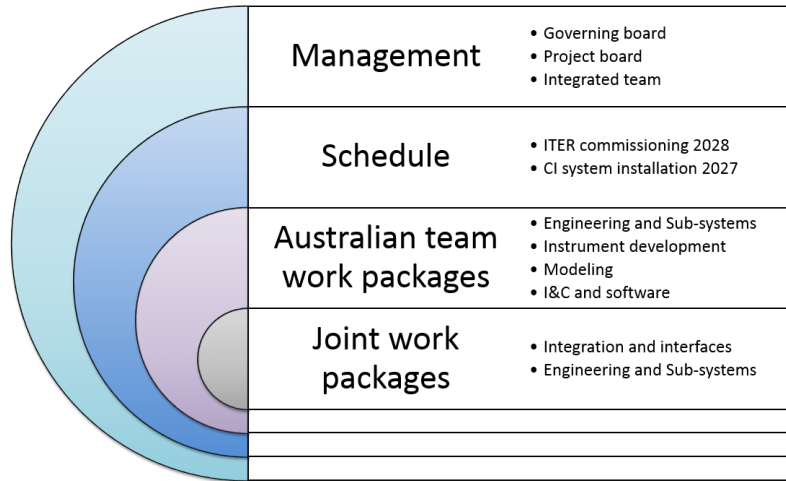 Management
• Governing board
• Project board
• Integrated team
Schedule
• ITER commissioning 2028
• CI system installation 2027
Australian team
work packages
• Engineering and Sub-systems
• Instrument development
• Modeling
• I&C and software
Joint work
packages
• Integration and interfaces
• Engineering and Sub-systems